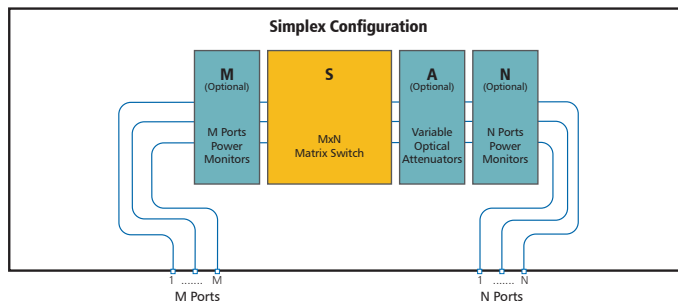 Simplex Configuration
M
(Optional)
M Ports
Power
Monitors
S
MxN
Matrix Switch
A
(Optional)
Variable
Optical
Attenuators
N
(Optional)
N Ports
Power
Monitors
1 ....... M
M Ports
1 ....... N
N Ports